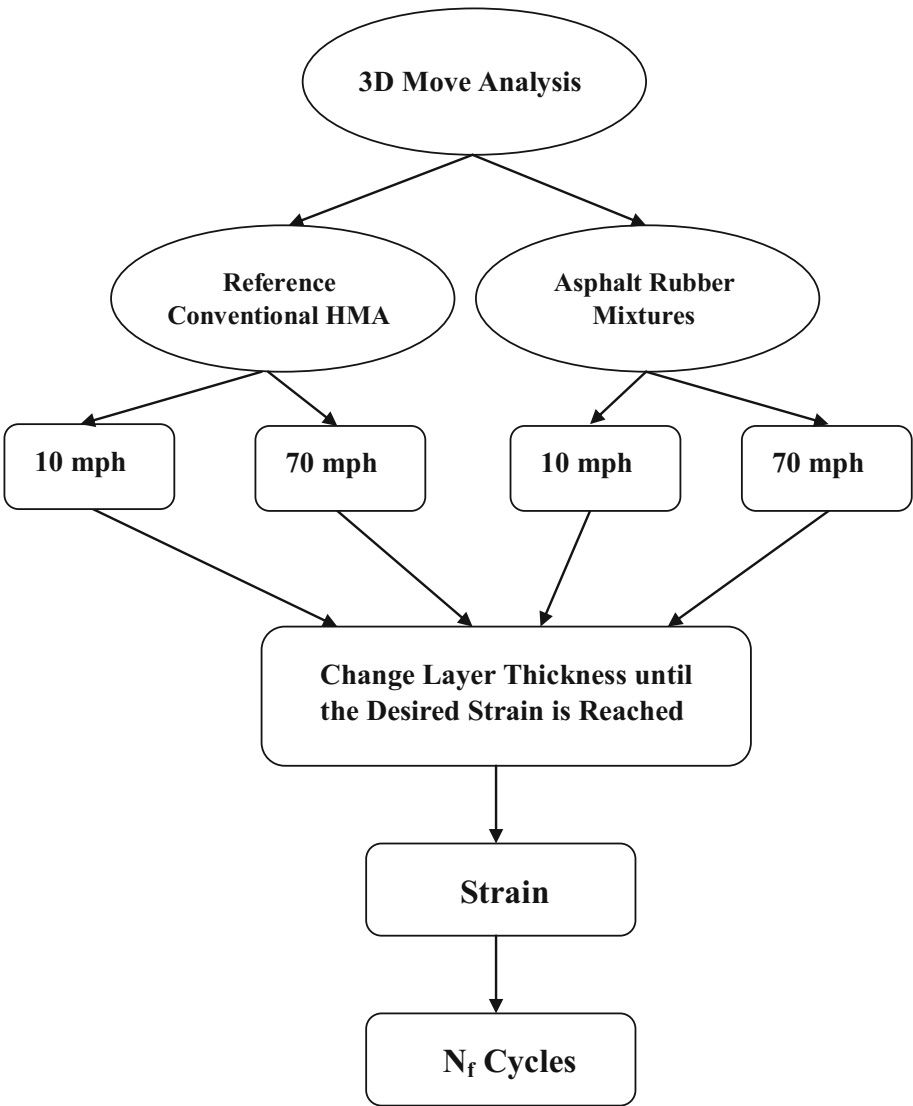 3D Move Analysis
Reference
Conventional HMA
Asphalt Rubber
Mixtures
10 mph
70 mph
10 mph
70 mph
Change Layer Thickness until
the Desired Strain is Reached
Strain
Nf Cycles